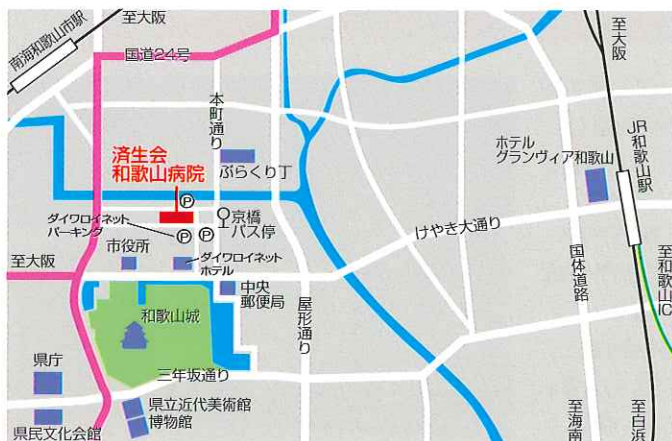 至大阪
南海和歌山市駅
国道24号
本町通り
済生会
和歌山病院
ぶらくり丁
P
京橋
バス停
ダイワロイネット
パーキング
P
P
市役所
ダイワロイネット
ホテル
至大阪
中央
郵便局
和歌山城
屋形通り
けやき大通り
ホテル
グランヴィア和歌山
至大阪
JR和歌山駅
国体道路
至和歌山IC
県庁
三年坂通り
県立近代美術館
博物館
県民文化会館
至海南
至白浜